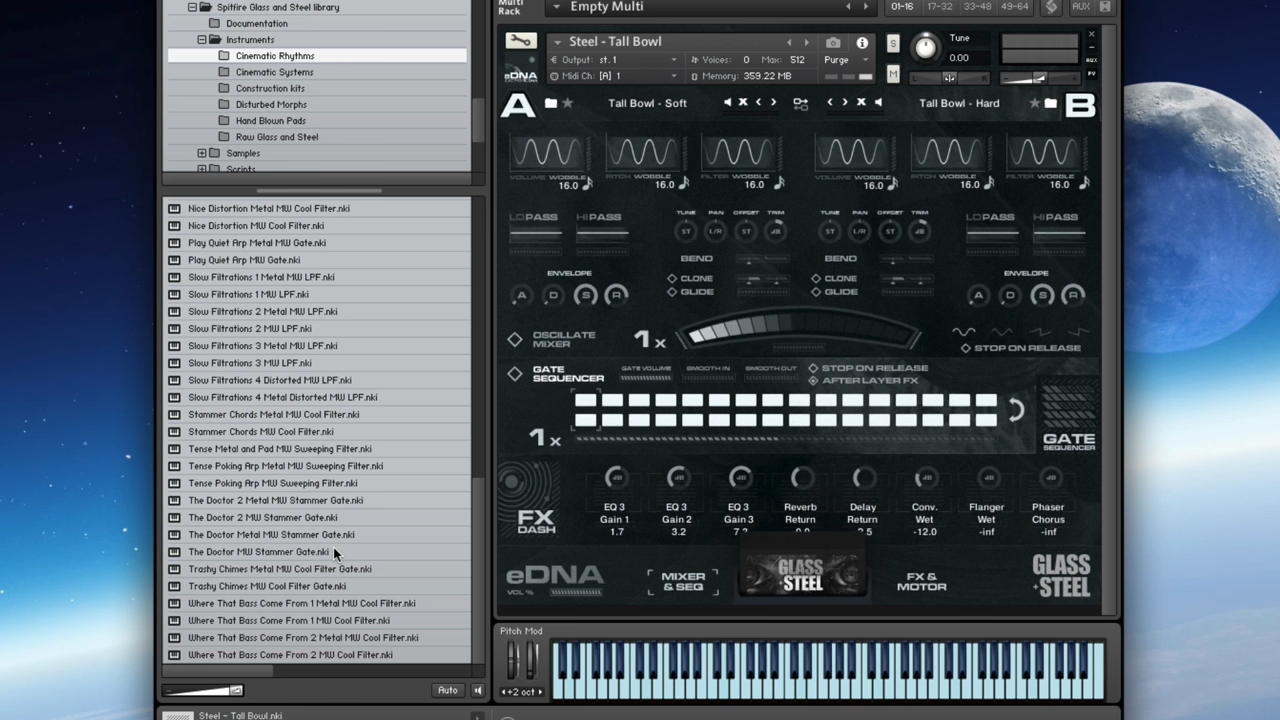 Spitfire Glass and Steel library
Documentation
Instruments
Cinematic Rhythms
Cinematic Systems
Construction kits
Disturbed Morphs
Hand Blown Pads
Raw Glass and Steel
Samples
Scripts
Nice Distortion Metal MW Cool Filter.nki
Nice Distortion MW Cool Filter.nki
Play Quiet Arp Metal MW Gate.nki
Play Quiet Arp MW Gate.nki
Slow Filtrations 1 Metal MW LPF.nki
Slow Filtrations 1 MW LPF.nki
Slow Filtrations 2 Metal MW LPF.nki
Slow Filtrations 2 MW LPF.nki
Slow Filtrations 3 Metal MW LPF.nki
Slow Filtrations 3 MW LPF.nki
Slow Filtrations 4 Distorted MW LPF.nki
Slow Filtrations 4 Metal Distorted MW LPF.nki
Stammer Chords Metal MW Cool Filter.nki
Stammer Chords MW Cool Filter.nki
Tense Metal and Pad MW Sweeping Filter.nki
Tense Poking Arp Metal MW Sweeping Filter.nki
Tense Poking Arp MW Sweeping Filter.nki
The Doctor 2 Metal MW Stammer Gate.nki
The Doctor 2 MW Stammer Gate.nki
The Doctor Metal MW Stammer Gate.nki
The Doctor MW Stammer Gate.nki
Trashy Chimes Metal MW Cool Filter Gate.nki
Trashy Chimes MW Cool Filter Gate.nki
Where That Bass Come From 1 Metal MW Cool Filter.nki
Where That Bass Come From 1 MW Cool Filter.nki
Where That Bass Come From 2 Metal MW Cool Filter.nki
Where That Bass Come From 2 MW Cool Filter.nki
Auto
Steel - Tall Bowl.nki
Multi Rack Empty Multi 01-16 17-32 33-48 49-64 AUX
Steel - Tall Bowl S Tune
Output: st. 1 Voices: 0 Max: 512 Purge 0.00 aux
Midi Ch: [A] 1 Memory: 359.22 MB M PV
eDNA
A Tall Bowl - Soft Tall Bowl - Hard B
VOLUME WOBBLE PITCH WOBBLE FILTER WOBBLE VOLUME WOBBLE PITCH WOBBLE FILTER WOBBLE
16.0 16.0 16.0 16.0 16.0 16.0
LOPASS HIPASS TUNE PAN OFFSET TRIM TUNE PAN OFFSET TRIM LOPASS HIPASS
ST L/R ST dB ST L/R ST dB
BEND BEND
ENVELOPE CLONE CLONE ENVELOPE
A D S R GLIDE GLIDE A D S R
OSCILLATE MIXER 1x STOP ON RELEASE
GATE SEQUENCER GATE VOLUME SMOOTH IN SMOOTH OUT STOP ON RELEASE
AFTER LAYER FX
1x GATE SEQUENCER
FX DASH
EQ 3 EQ 3 EQ 3 Reverb Delay Conv. Flanger Phaser
Gain 1 Gain 2 Gain 3 Return Return Wet Wet Chorus
1.7 3.2 -12.0 -inf -inf
eDNA MIXER & SEQ GLASS +STEEL FX & MOTOR GLASS +STEEL
VOL %
Pitch Mod
+2 oct